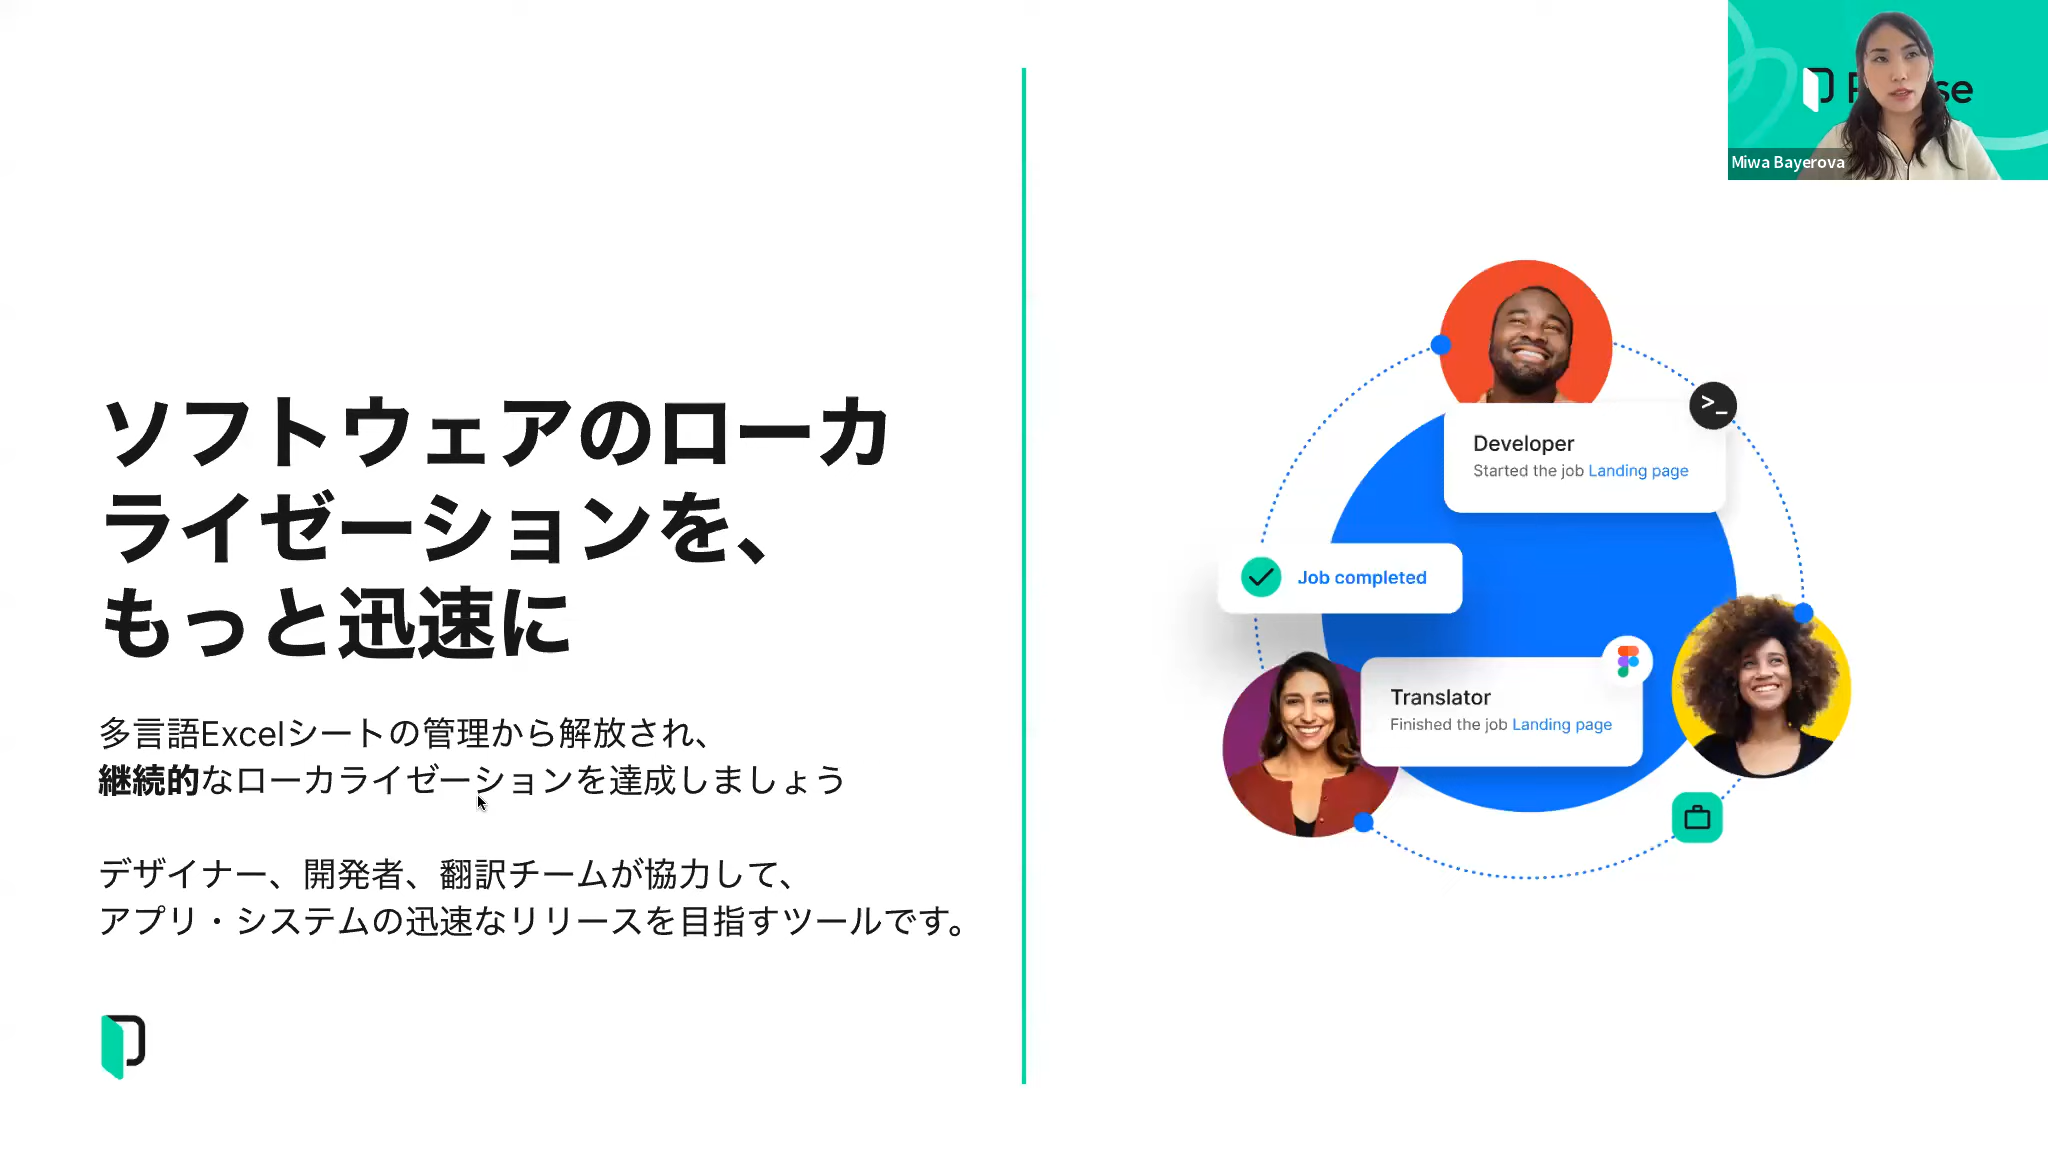 ソフトウェアのローカ
ライゼーションを、
もっと迅速に
多言語Excelシートの管理から解放され、
継続的なローカライゼーションを達成しましょう
デザイナー、開発者、翻訳チームが協力して、
アプリ・システムの迅速なリリースを目指すツールです。
Miwa Bayerova
>_
Developer
Started the job Landing page
Job completed
Translator
Finished the job Landing page